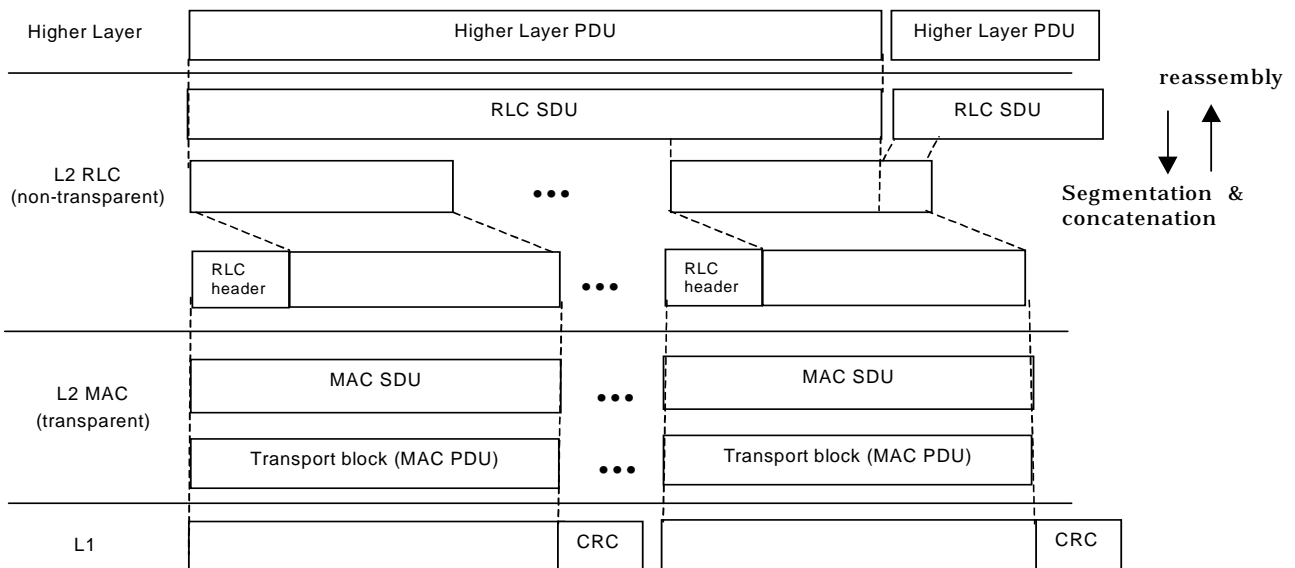 Higher Layer
Higher Layer PDU
Higher Layer PDU
reassembly
RLC SDU
RLC SDU
L2 RLC
(non-transparent)
Segmentation &
concatenation
RLC
header
RLC
header
L2 MAC
(transparent)
MAC SDU
MAC SDU
Transport block (MAC PDU)
Transport block (MAC PDU)
L1
CRC
CRC